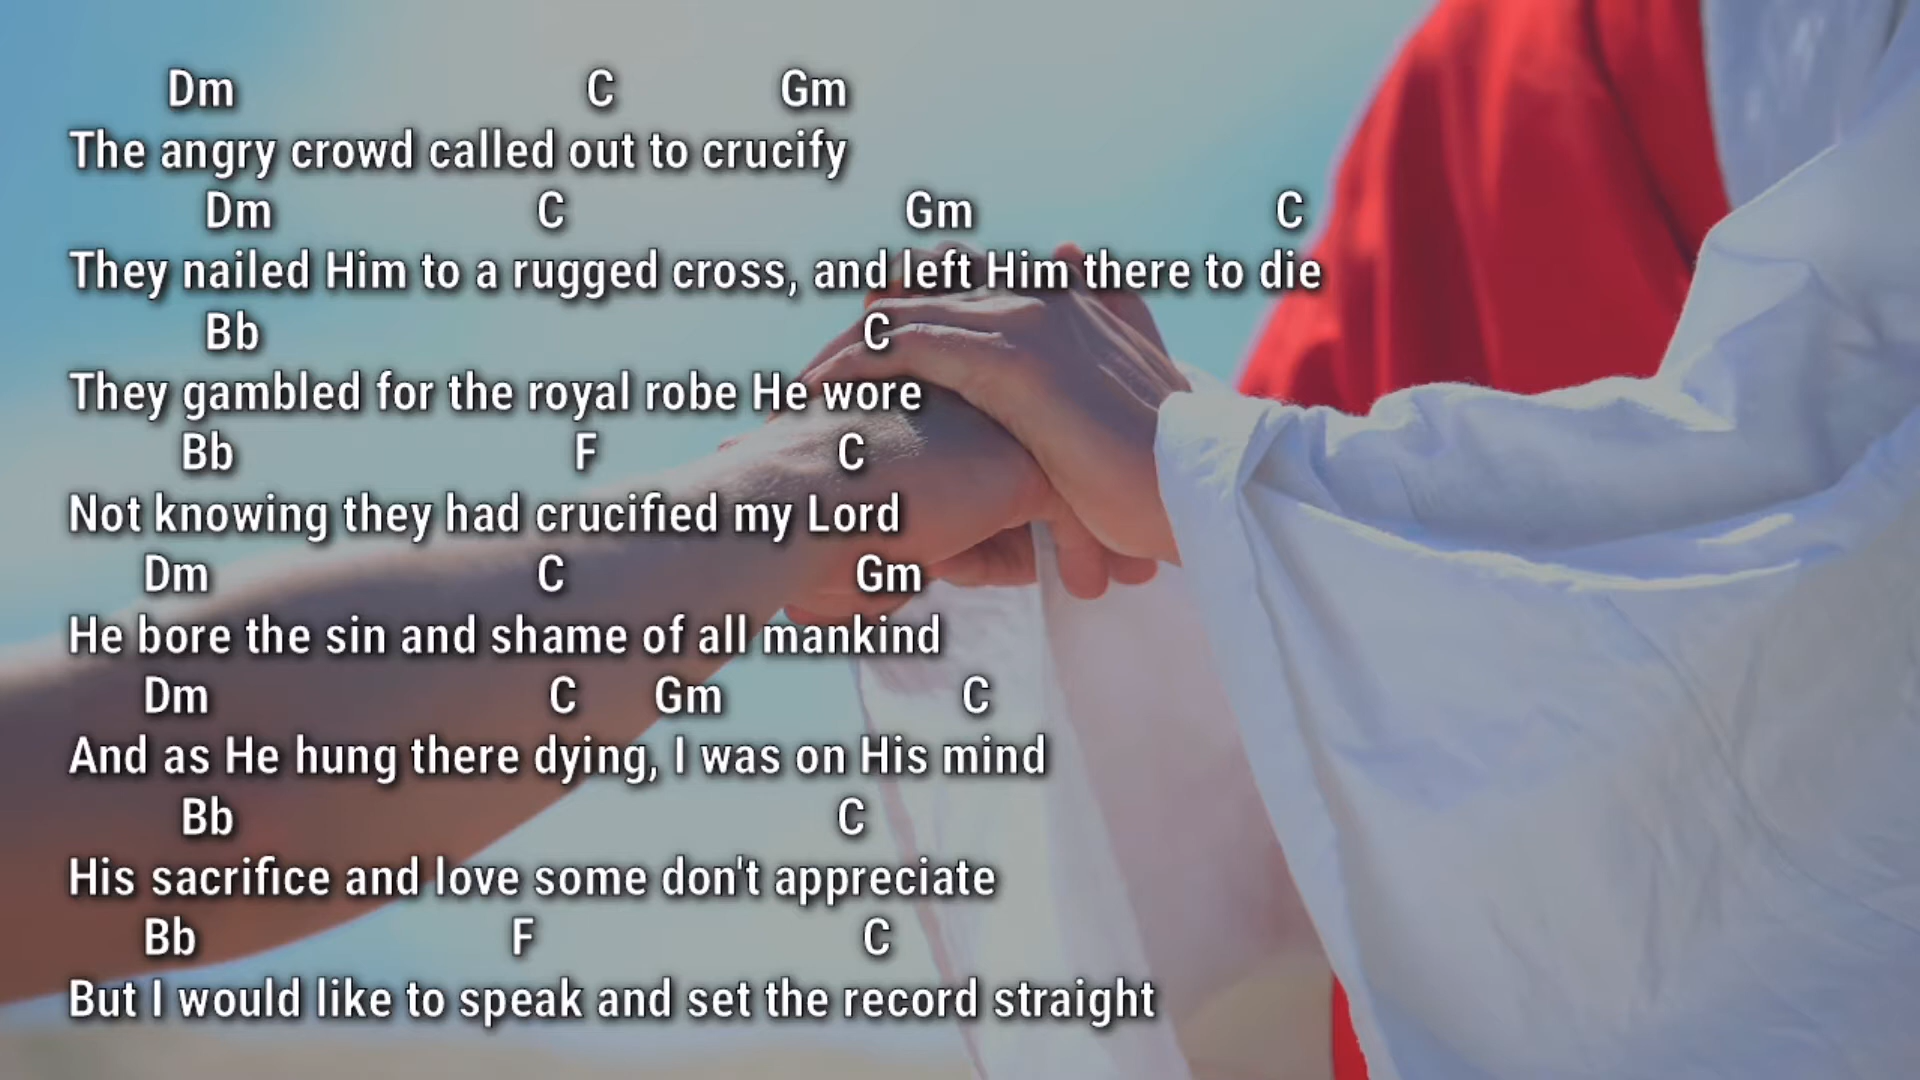 Dm C Gm
The angry crowd called out to crucify
Dm C Gm C
They nailed Him to a rugged cross, and left Him there to die
Bb C
They gambled for the royal robe He wore
Bb F C
Not knowing they had crucified my Lord
Dm C Gm
He bore the sin and shame of all mankind
Dm C Gm C
And as He hung there dying, I was on His mind
Bb C
His sacrifice and love some don't appreciate
Bb F C
But I would like to speak and set the record straight